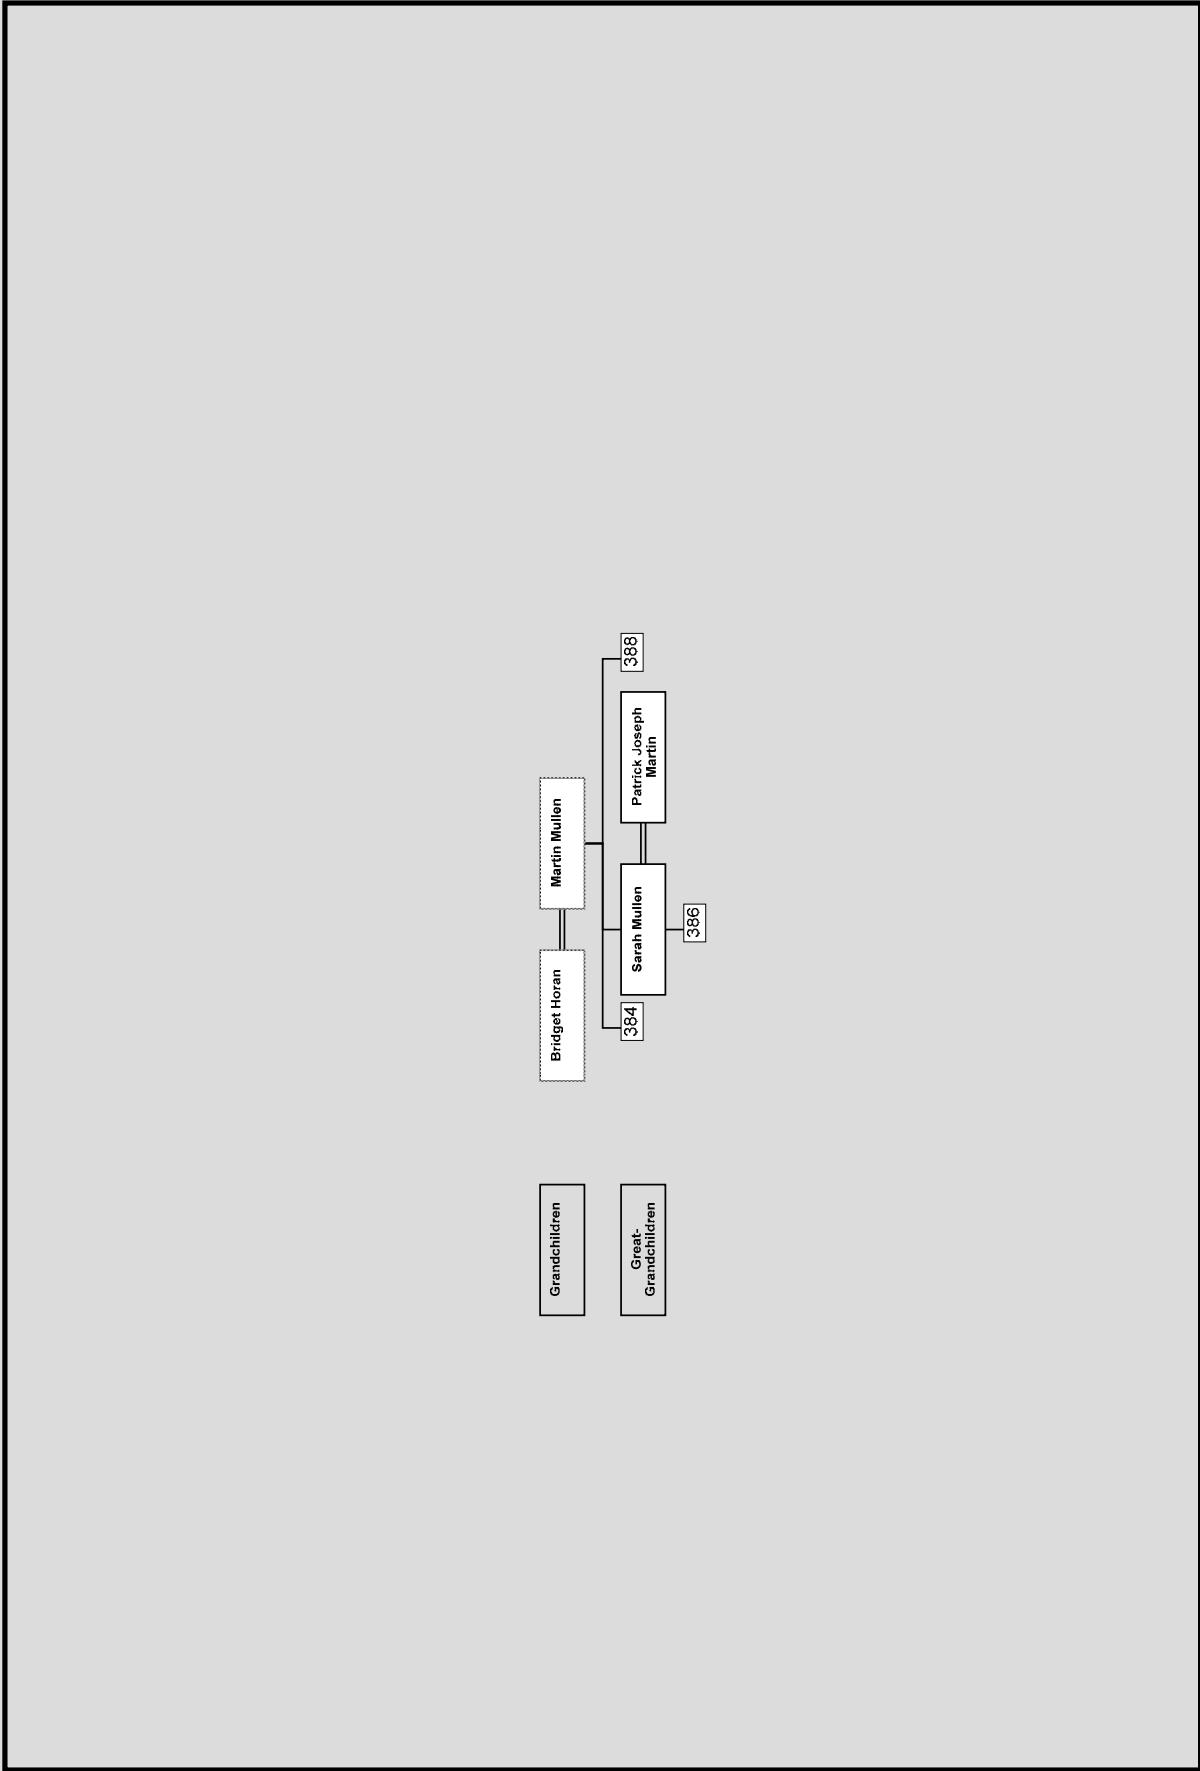 Grandchildren
Bridget Horan
Martin Mullen
Great-
Grandchildren
384
Sarah Mullen
Patrick Joseph
Martin
388
386